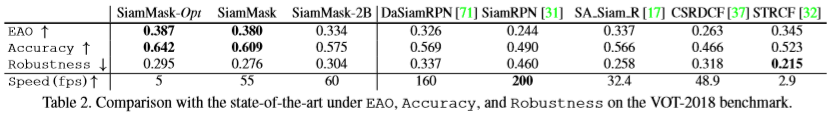 SiamMask-Opt SiamMask SiamMask-2B DaSiamRPN [71] SiamRPN [31] SA_Siam_R [17] CSRDCF [37] STRCF [32]
EAO ↑ 0.387 0.380 0.334 0.326 0.244 0.337 0.263 0.345
Accuracy ↑ 0.642 0.609 0.575 0.569 0.490 0.566 0.466 0.523
Robustness ↓ 0.295 0.276 0.304 0.337 0.460 0.258 0.318 0.215
Speed(fps)↑ 5 55 60 160 200 32.4 48.9 2.9
Table 2. Comparison with the state-of-the-art under EAO, Accuracy, and Robustness on the VOT-2018 benchmark.